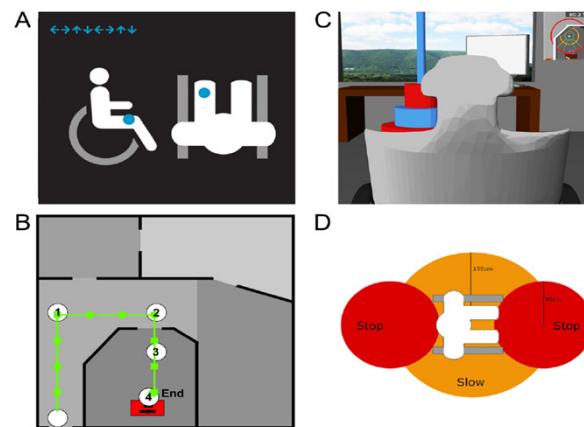 A
←→↑↓←→↑↓←→
C
B
1
2
3
4
End
D
150cm
Stop
Stop
Slow